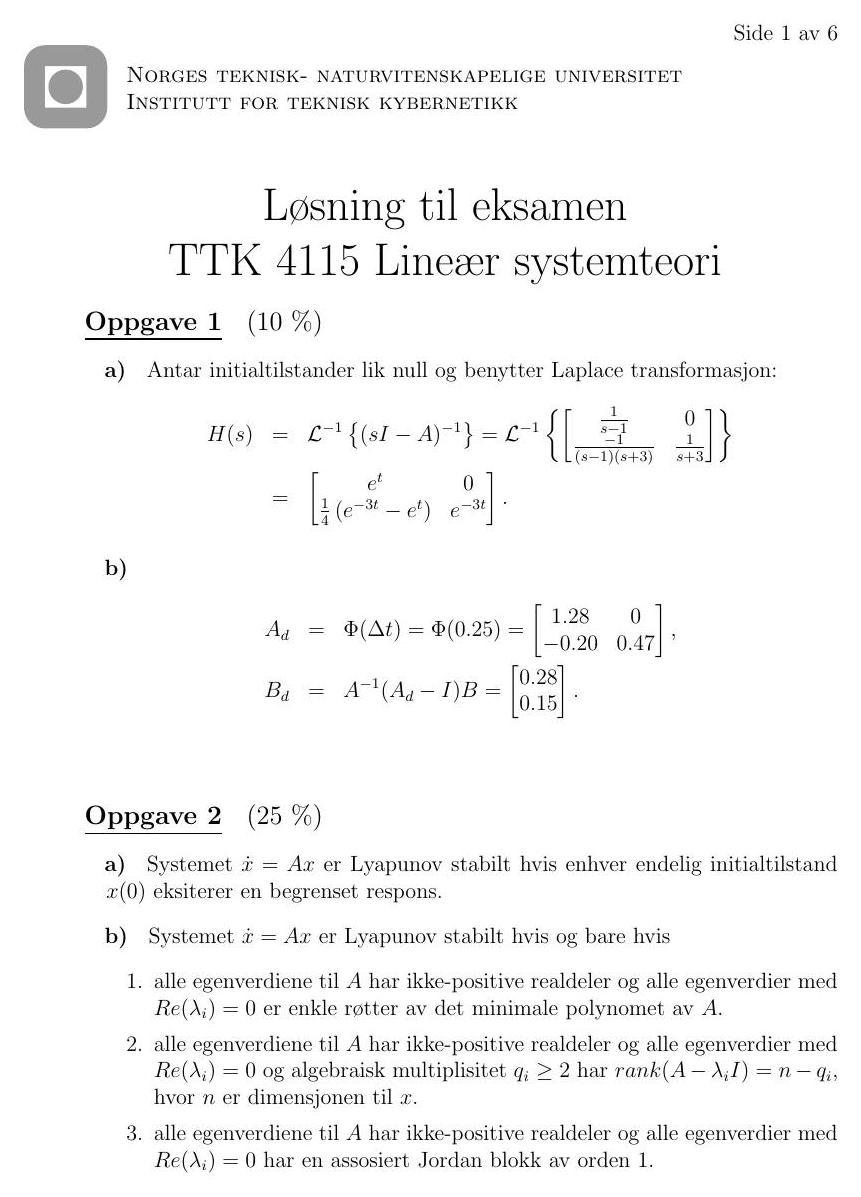 Side 1 av 6
NORGES TEKNISK- NATURVITENSKAPELIGE UNIVERSITET
INSTITUTT FOR TEKNISK KYBERNETIKK
Løsning til eksamen
TTK 4115 Lineær systemteori
Oppgave 1 (10 %)
a) Antar initialtilstander lik null og benytter Laplace transformasjon:
H(s) = ℒ⁻¹ {(sI − A)⁻¹} = ℒ⁻¹ { [ 1/(s−1) 0 ; −1/((s−1)(s+3)) 1/(s+3) ] }
= [ e^t 0 ; 1/4 (e^{−3t} − e^t) e^{−3t} ] .
b)
A_d = Φ(Δt) = Φ(0.25) = [ 1.28 0 ; −0.20 0.47 ] ,
B_d = A⁻¹(A_d − I)B = [ 0.28 ; 0.15 ] .
Oppgave 2 (25 %)
a) Systemet ẋ = Ax er Lyapunov stabilt hvis enhver endelig initialtilstand
x(0) eksiterer en begrenset respons.
b) Systemet ẋ = Ax er Lyapunov stabilt hvis og bare hvis
1. alle egenverdiene til A har ikke-positive realdeler og alle egenverdier med
Re(λ_i) = 0 er enkle røtter av det minimale polynomet av A.
2. alle egenverdiene til A har ikke-positive realdeler og alle egenverdier med
Re(λ_i) = 0 og algebraisk multiplisitet q_i ≥ 2 har rank(A − λ_i I) = n − q_i,
hvor n er dimensjonen til x.
3. alle egenverdiene til A har ikke-positive realdeler og alle egenverdier med
Re(λ_i) = 0 har en assosiert Jordan blokk av orden 1.